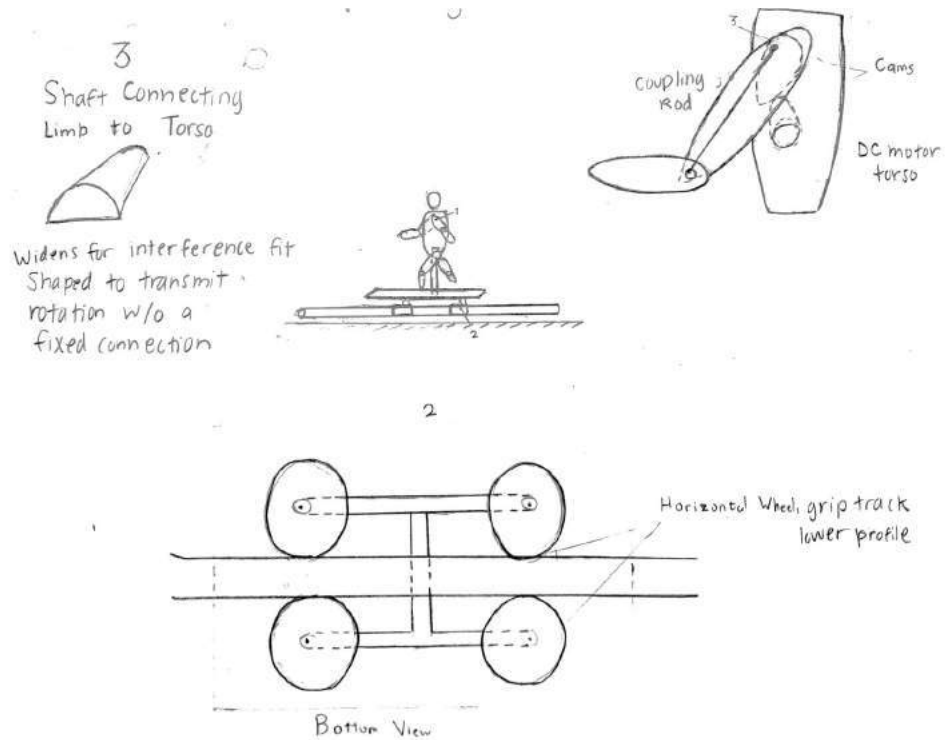 3
Shaft Connecting
Limb to Torso
Widens for interference fit
Shaped to transmit
rotation w/o a
fixed connection
3
Coupling
Rod
Cams
DC motor
torso
1
2
2
Horizontal Wheels grip track
lower profile
Bottom View